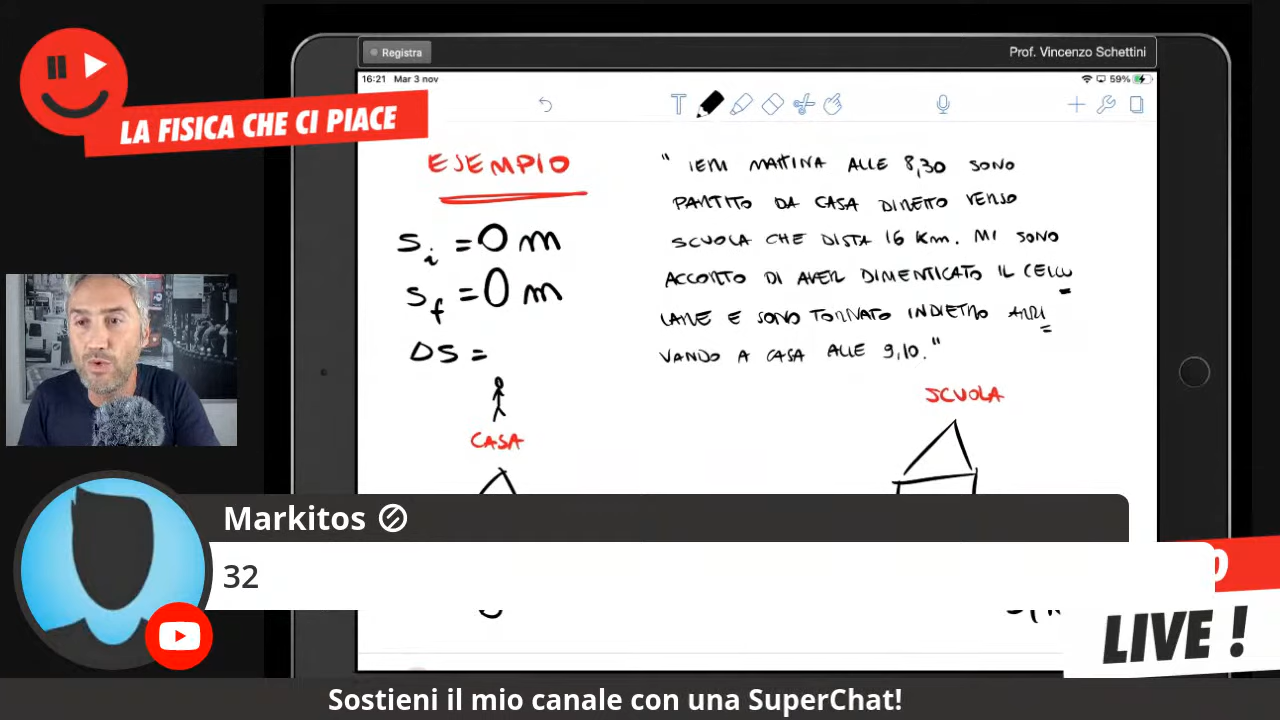 Registra
Prof. Vincenzo Schettini
16:21 Mar 3 nov
59%
LA FISICA CHE CI PIACE
ESEMPIO
Si = 0 m
Sf = 0 m
DS =
CASA
" IERI MATTINA ALLE 8,30 SONO
PARTITO DA CASA DIRETTO VERSO
SCUOLA CHE DISTA 16 Km. MI SONO
ACCORTO DI AVER DIMENTICATO IL CELLU
LARE E SONO TORNATO INDIETRO ARRI
VANDO A CASA ALLE 9,10."
SCUOLA
Markitos
32
LIVE !
Sostieni il mio canale con una SuperChat!